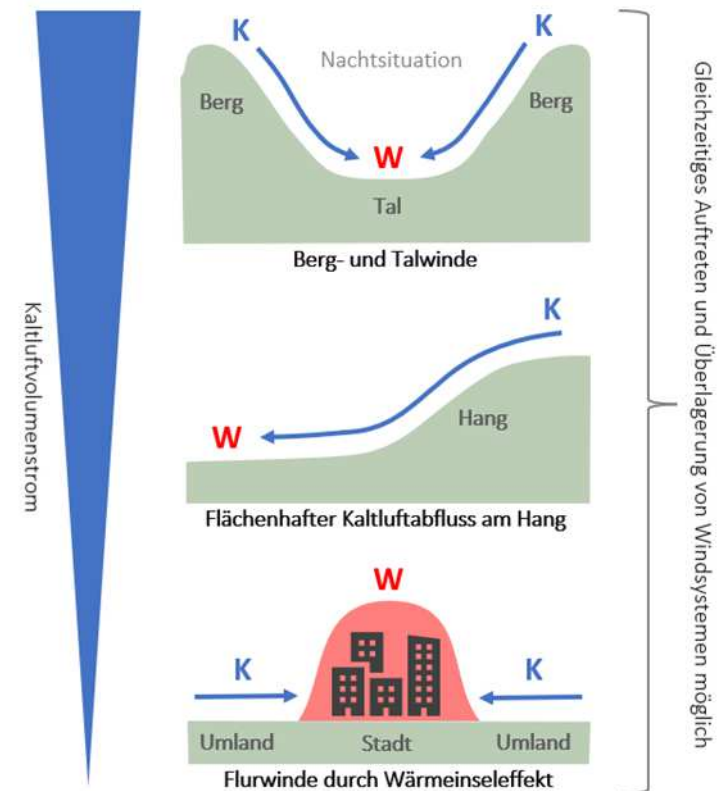 K
K
Nachtsituation
Berg
Berg
W
Tal
Berg- und Talwinde
K
Hang
W
Flächenhafter Kaltluftabfluss am Hang
W
K
K
Umland
Stadt
Umland
Flurwinde durch Wärmeinseleffekt
Kaltluftvolumenstrom
Gleichzeitiges Auftreten und Überlagerung von Windsystemen möglich